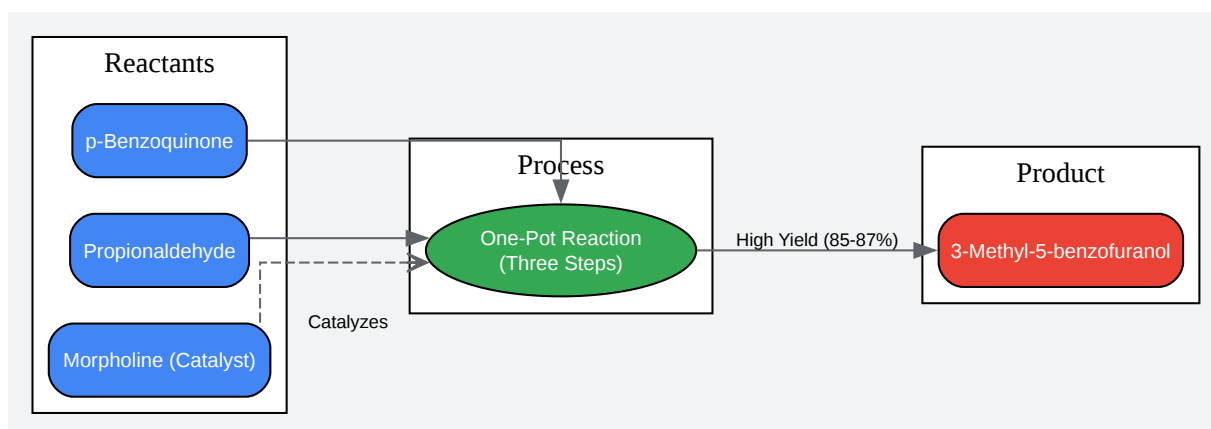 Reactants
p-Benzoquinone
Propionaldehyde
Morpholine (Catalyst)
Catalyzes
Process
One-Pot Reaction
(Three Steps)
High Yield (85-87%)
Product
3-Methyl-5-benzofuranol